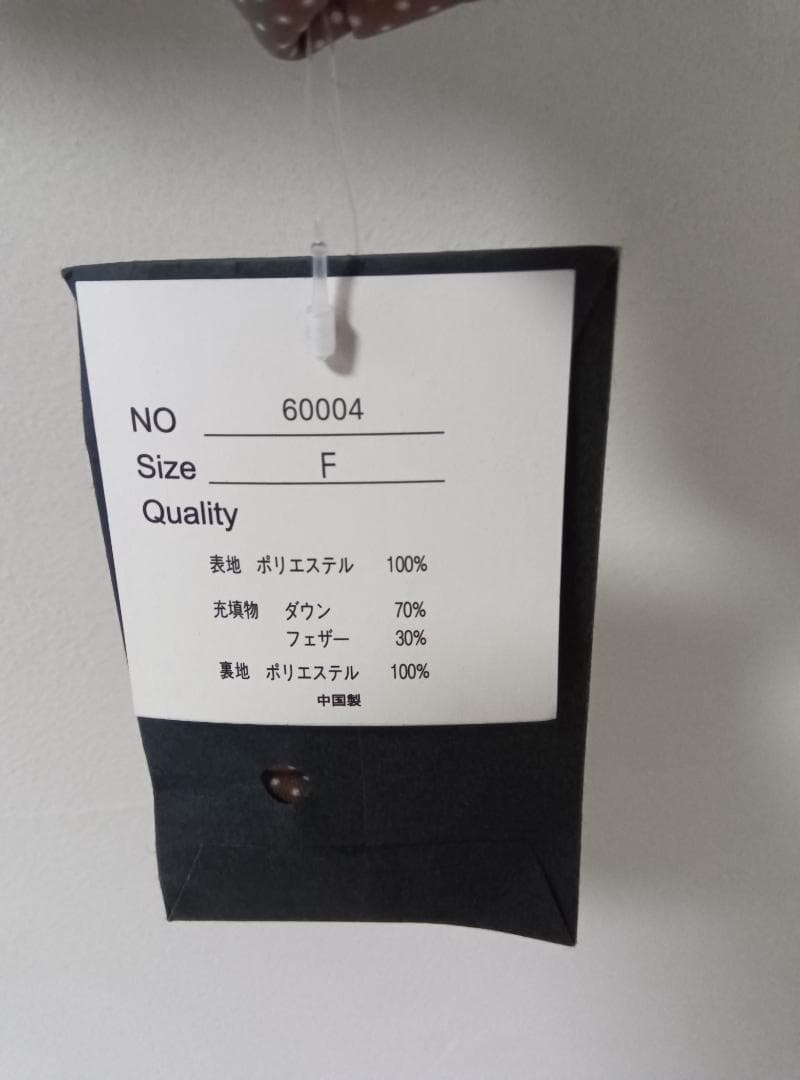 NO 60004
Size F
Quality
表地 ポリエステル 100%
充填物 ダウン 70%
フェザー 30%
裏地 ポリエステル 100%
中国製